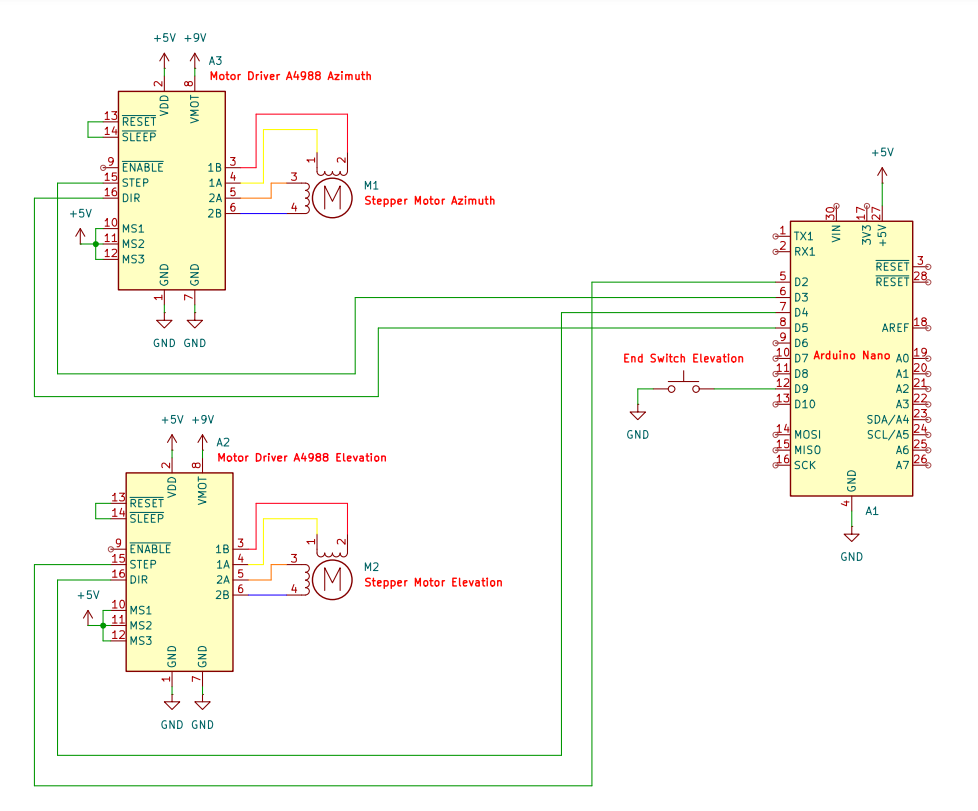 +5V +9V
A3
Motor Driver A4988 Azimuth
2 8
VDD VMOT
13 RESET
14 SLEEP
9 ENABLE
15 STEP
16 DIR
+5V
10 MS1
11 MS2
12 MS3
1B 3
1A 4
2A 5
2B 6
GND GND
1 7
GND GND
1 2
3
4
M
M1
Stepper Motor Azimuth
+5V +9V
A2
Motor Driver A4988 Elevation
2 8
VDD VMOT
13 RESET
14 SLEEP
9 ENABLE
15 STEP
16 DIR
+5V
10 MS1
11 MS2
12 MS3
1B 3
1A 4
2A 5
2B 6
GND GND
1 7
GND GND
1 2
3
4
M
M2
Stepper Motor Elevation
End Switch Elevation
GND
+5V
30 17 27
VIN 3V3 +5V
1 TX1
2 RX1
5 D2
6 D3
7 D4
8 D5
9 D6
10 D7
11 D8
12 D9
13 D10
14 MOSI
15 MISO
16 SCK
Arduino Nano
RESET 3
RESET 28
AREF 18
A0 19
A1 20
A2 21
A3 22
SDA/A4 23
SCL/A5 24
A6 25
A7 26
GND
4
A1
GND